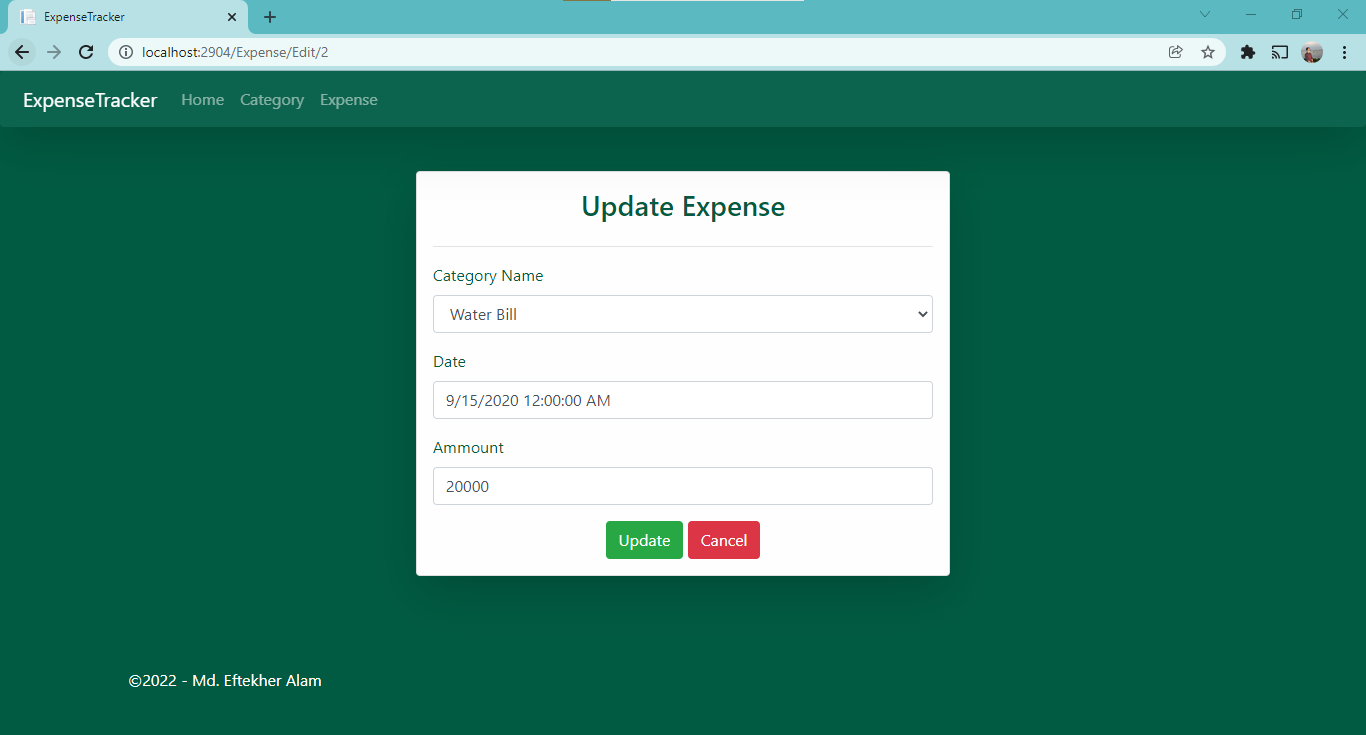 ExpenseTracker
localhost:2904/Expense/Edit/2
ExpenseTracker Home Category Expense
Update Expense
Category Name
Water Bill
Date
9/15/2020 12:00:00 AM
Ammount
20000
Update Cancel
©2022 - Md. Eftekher Alam